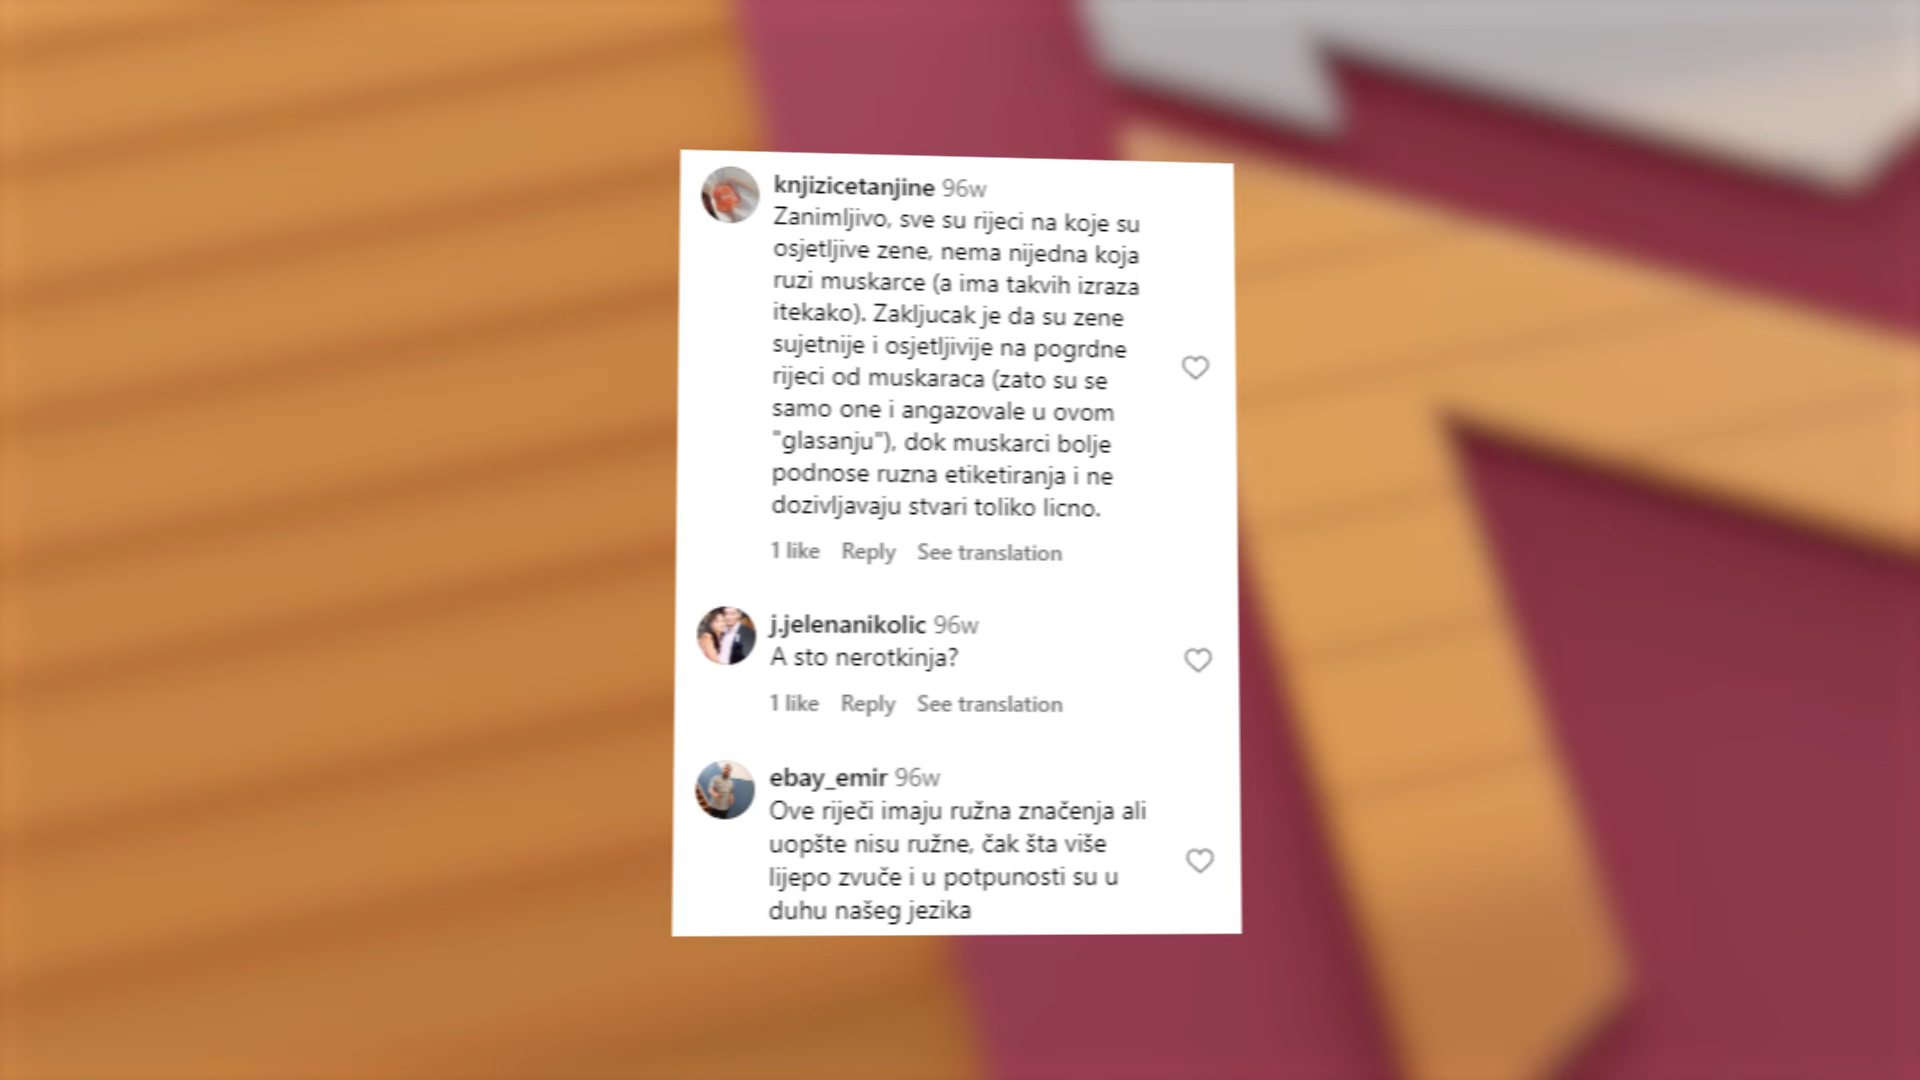 knjizicetanjine 96w
Zanimljivo, sve su rijeci na koje su
osjetljive zene, nema nijedna koja
ruzi muskarce (a ima takvih izraza
itekako). Zakljucak je da su zene
sujetnije i osjetljivije na pogrdne
rijeci od muskaraca (zato su se
samo one i angazovale u ovom
"glasanju"), dok muskarci bolje
podnose ruzna etiketiranja i ne
dozivljavaju stvari toliko licno.
1 like Reply See translation
j.jelenanikolic 96w
A sto nerotkinja?
1 like Reply See translation
ebay_emir 96w
Ove riječi imaju ružna značenja ali
uopšte nisu ružne, čak šta više
lijepo zvuče i u potpunosti su u
duhu našeg jezika